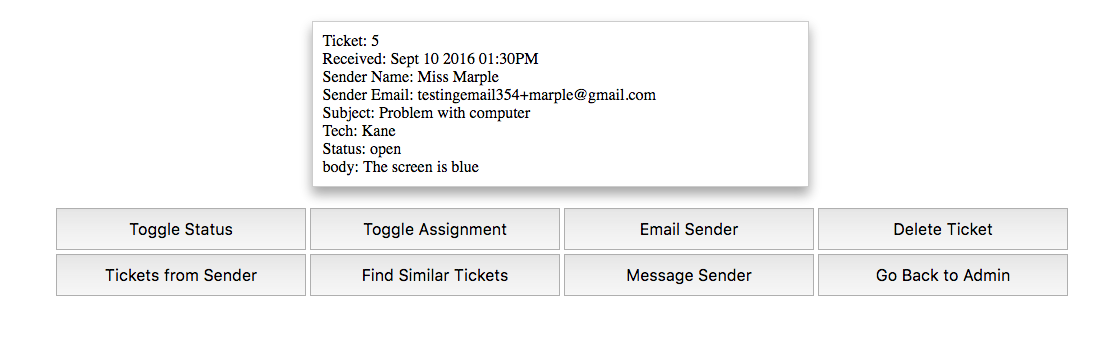 Ticket: 5
Received: Sept 10 2016 01:30PM
Sender Name: Miss Marple
Sender Email: testingemail354+marple@gmail.com
Subject: Problem with computer
Tech: Kane
Status: open
body: The screen is blue
Toggle Status Toggle Assignment Email Sender Delete Ticket
Tickets from Sender Find Similar Tickets Message Sender Go Back to Admin